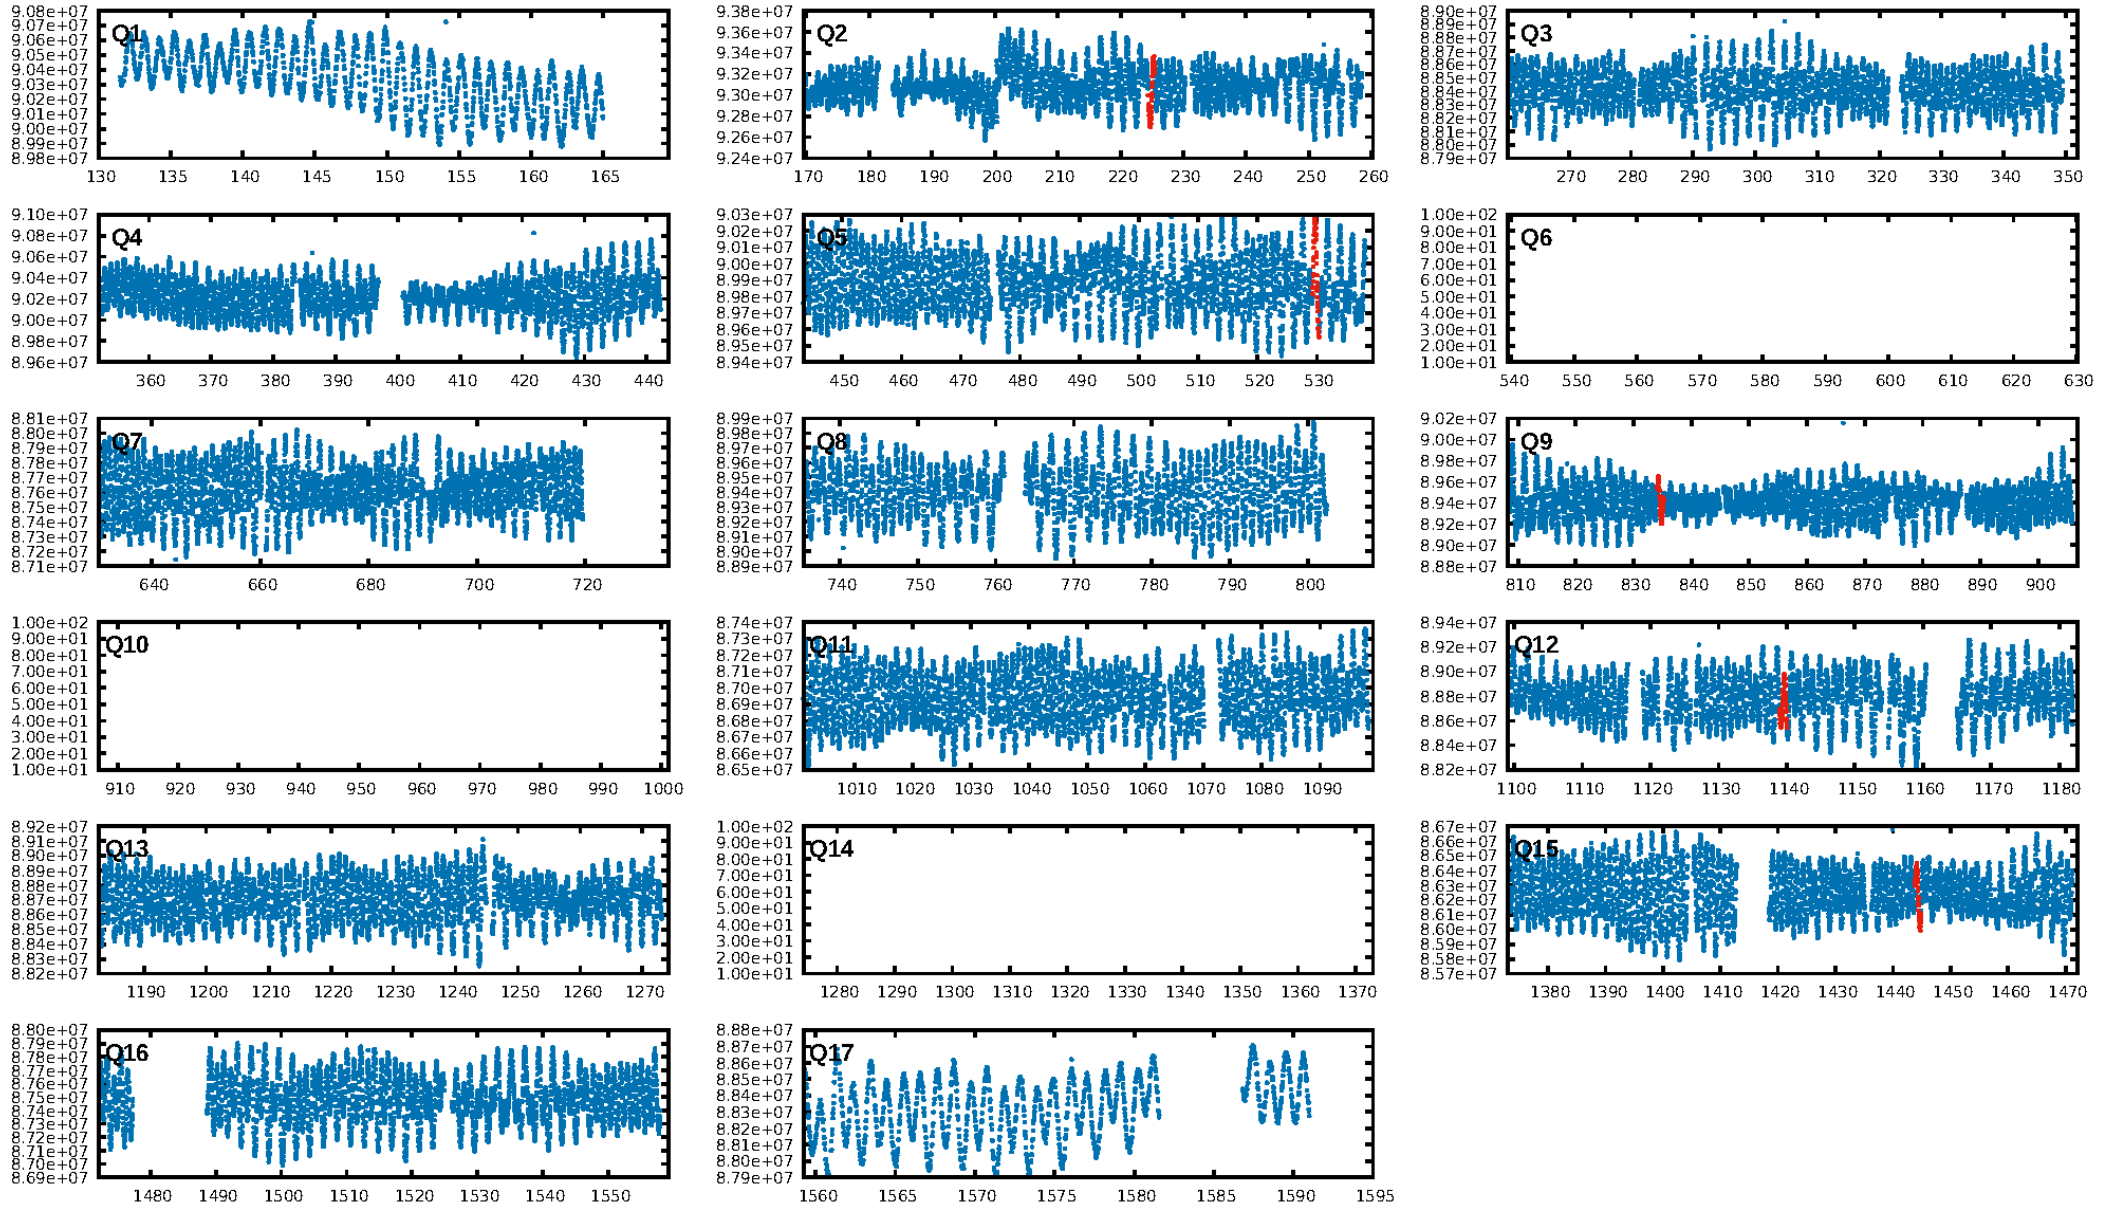 9.08e+07
9.07e+07
9.06e+07
9.05e+07
9.04e+07
9.03e+07
9.02e+07
9.01e+07
9.00e+07
8.99e+07
8.98e+07
Q1
130 135 140 145 150 155 160 165
9.38e+07
9.36e+07
9.34e+07
9.32e+07
9.30e+07
9.28e+07
9.26e+07
9.24e+07
Q2
170 180 190 200 210 220 230 240 250 260
8.90e+07
8.89e+07
8.88e+07
8.87e+07
8.86e+07
8.85e+07
8.84e+07
8.83e+07
8.82e+07
8.81e+07
8.80e+07
8.79e+07
Q3
270 280 290 300 310 320 330 340 350
9.10e+07
9.08e+07
9.06e+07
9.04e+07
9.02e+07
9.00e+07
8.98e+07
8.96e+07
Q4
360 370 380 390 400 410 420 430 440
9.03e+07
9.02e+07
9.01e+07
9.00e+07
8.99e+07
8.98e+07
8.97e+07
8.96e+07
8.95e+07
8.94e+07
Q5
450 460 470 480 490 500 510 520 530
1.00e+02
9.00e+01
8.00e+01
7.00e+01
6.00e+01
5.00e+01
4.00e+01
3.00e+01
2.00e+01
1.00e+01
Q6
540 550 560 570 580 590 600 610 620 630
8.81e+07
8.80e+07
8.79e+07
8.78e+07
8.77e+07
8.76e+07
8.75e+07
8.74e+07
8.73e+07
8.72e+07
8.71e+07
Q7
640 660 680 700 720
8.99e+07
8.98e+07
8.97e+07
8.96e+07
8.95e+07
8.94e+07
8.93e+07
8.92e+07
8.91e+07
8.90e+07
8.89e+07
Q8
740 750 760 770 780 790 800
9.02e+07
9.00e+07
8.98e+07
8.96e+07
8.94e+07
8.92e+07
8.90e+07
8.88e+07
Q9
810 820 830 840 850 860 870 880 890 900
1.00e+02
9.00e+01
8.00e+01
7.00e+01
6.00e+01
5.00e+01
4.00e+01
3.00e+01
2.00e+01
1.00e+01
Q10
910 920 930 940 950 960 970 980 990 1000
8.74e+07
8.73e+07
8.72e+07
8.71e+07
8.70e+07
8.69e+07
8.68e+07
8.67e+07
8.66e+07
8.65e+07
Q11
1010 1020 1030 1040 1050 1060 1070 1080 1090
8.94e+07
8.92e+07
8.90e+07
8.88e+07
8.86e+07
8.84e+07
8.82e+07
Q12
1100 1110 1120 1130 1140 1150 1160 1170 1180
8.92e+07
8.91e+07
8.90e+07
8.89e+07
8.88e+07
8.87e+07
8.86e+07
8.85e+07
8.84e+07
8.83e+07
8.82e+07
Q13
1190 1200 1210 1220 1230 1240 1250 1260 1270
1.00e+02
9.00e+01
8.00e+01
7.00e+01
6.00e+01
5.00e+01
4.00e+01
3.00e+01
2.00e+01
1.00e+01
Q14
1280 1290 1300 1310 1320 1330 1340 1350 1360 1370
8.67e+07
8.66e+07
8.65e+07
8.64e+07
8.63e+07
8.62e+07
8.61e+07
8.60e+07
8.59e+07
8.58e+07
8.57e+07
Q15
1380 1390 1400 1410 1420 1430 1440 1450 1460 1470
8.80e+07
8.79e+07
8.78e+07
8.77e+07
8.76e+07
8.75e+07
8.74e+07
8.73e+07
8.72e+07
8.71e+07
8.70e+07
8.69e+07
Q16
1480 1490 1500 1510 1520 1530 1540 1550
8.88e+07
8.87e+07
8.86e+07
8.85e+07
8.84e+07
8.83e+07
8.82e+07
8.81e+07
8.80e+07
8.79e+07
Q17
1560 1565 1570 1575 1580 1585 1590 1595